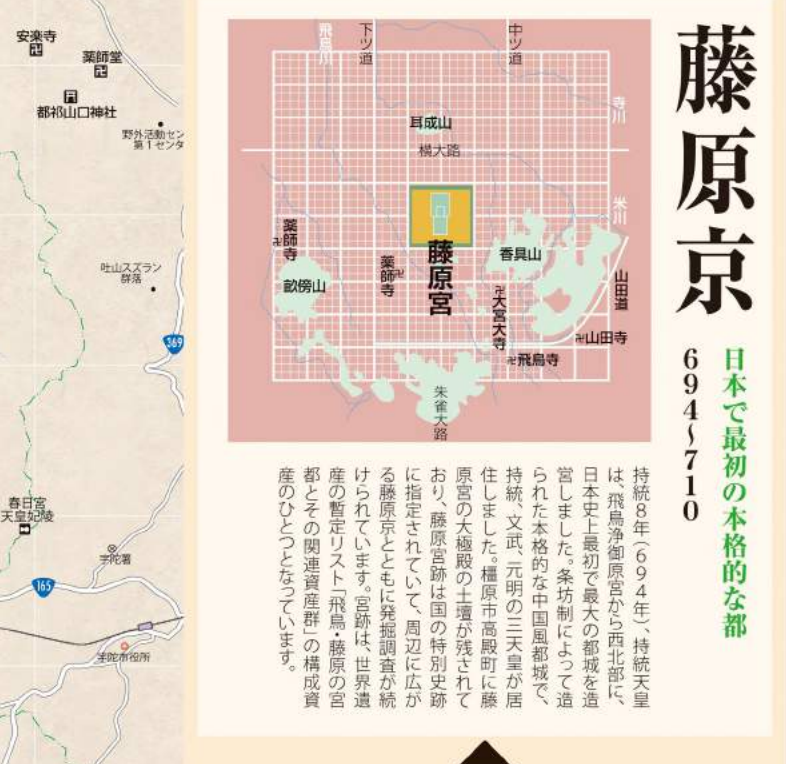 藤原京
日本で最初の本格的な都
694〜710
飛鳥川
下ツ道
中ツ道
寺川
耳成山
横大路
米川
薬師寺
藤原宮
香具山
畝傍山
薬師寺
大官大寺
山田道
山田寺
飛鳥寺
朱雀大路
持統8年(694年)、持統天皇
は、飛鳥浄御原宮から西北部に、
日本史上最初で最大の都城を造
営しました。条坊制によって造
られた本格的な中国風都城で、
持統、文武、元明の三天皇が居
住しました。橿原市高殿町に藤
原宮の大極殿の土壇が残されて
おり、藤原宮跡は国の特別史跡
に指定されていて、周辺に広が
る藤原京とともに発掘調査が続
けられています。宮跡は、世界遺
産の暫定リスト「飛鳥・藤原の宮
都とその関連資産群」の構成資
産のひとつとなっています。
安楽寺
薬師堂
都祁山口神社
野外活動セン
第1センタ
吐山スズラン
群落
369
春日宮
天皇妃陵
宇陀署
165
宇陀市役所